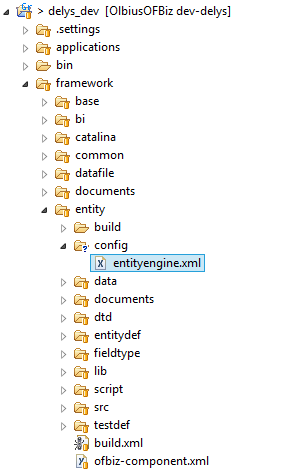 > delys_dev [OlbiusOFBiz dev-delys]
.settings
applications
bin
framework
base
bi
catalina
common
datafile
documents
entity
build
config
entityengine.xml
data
documents
dtd
entitydef
fieldtype
lib
script
src
testdef
build.xml
ofbiz-component.xml